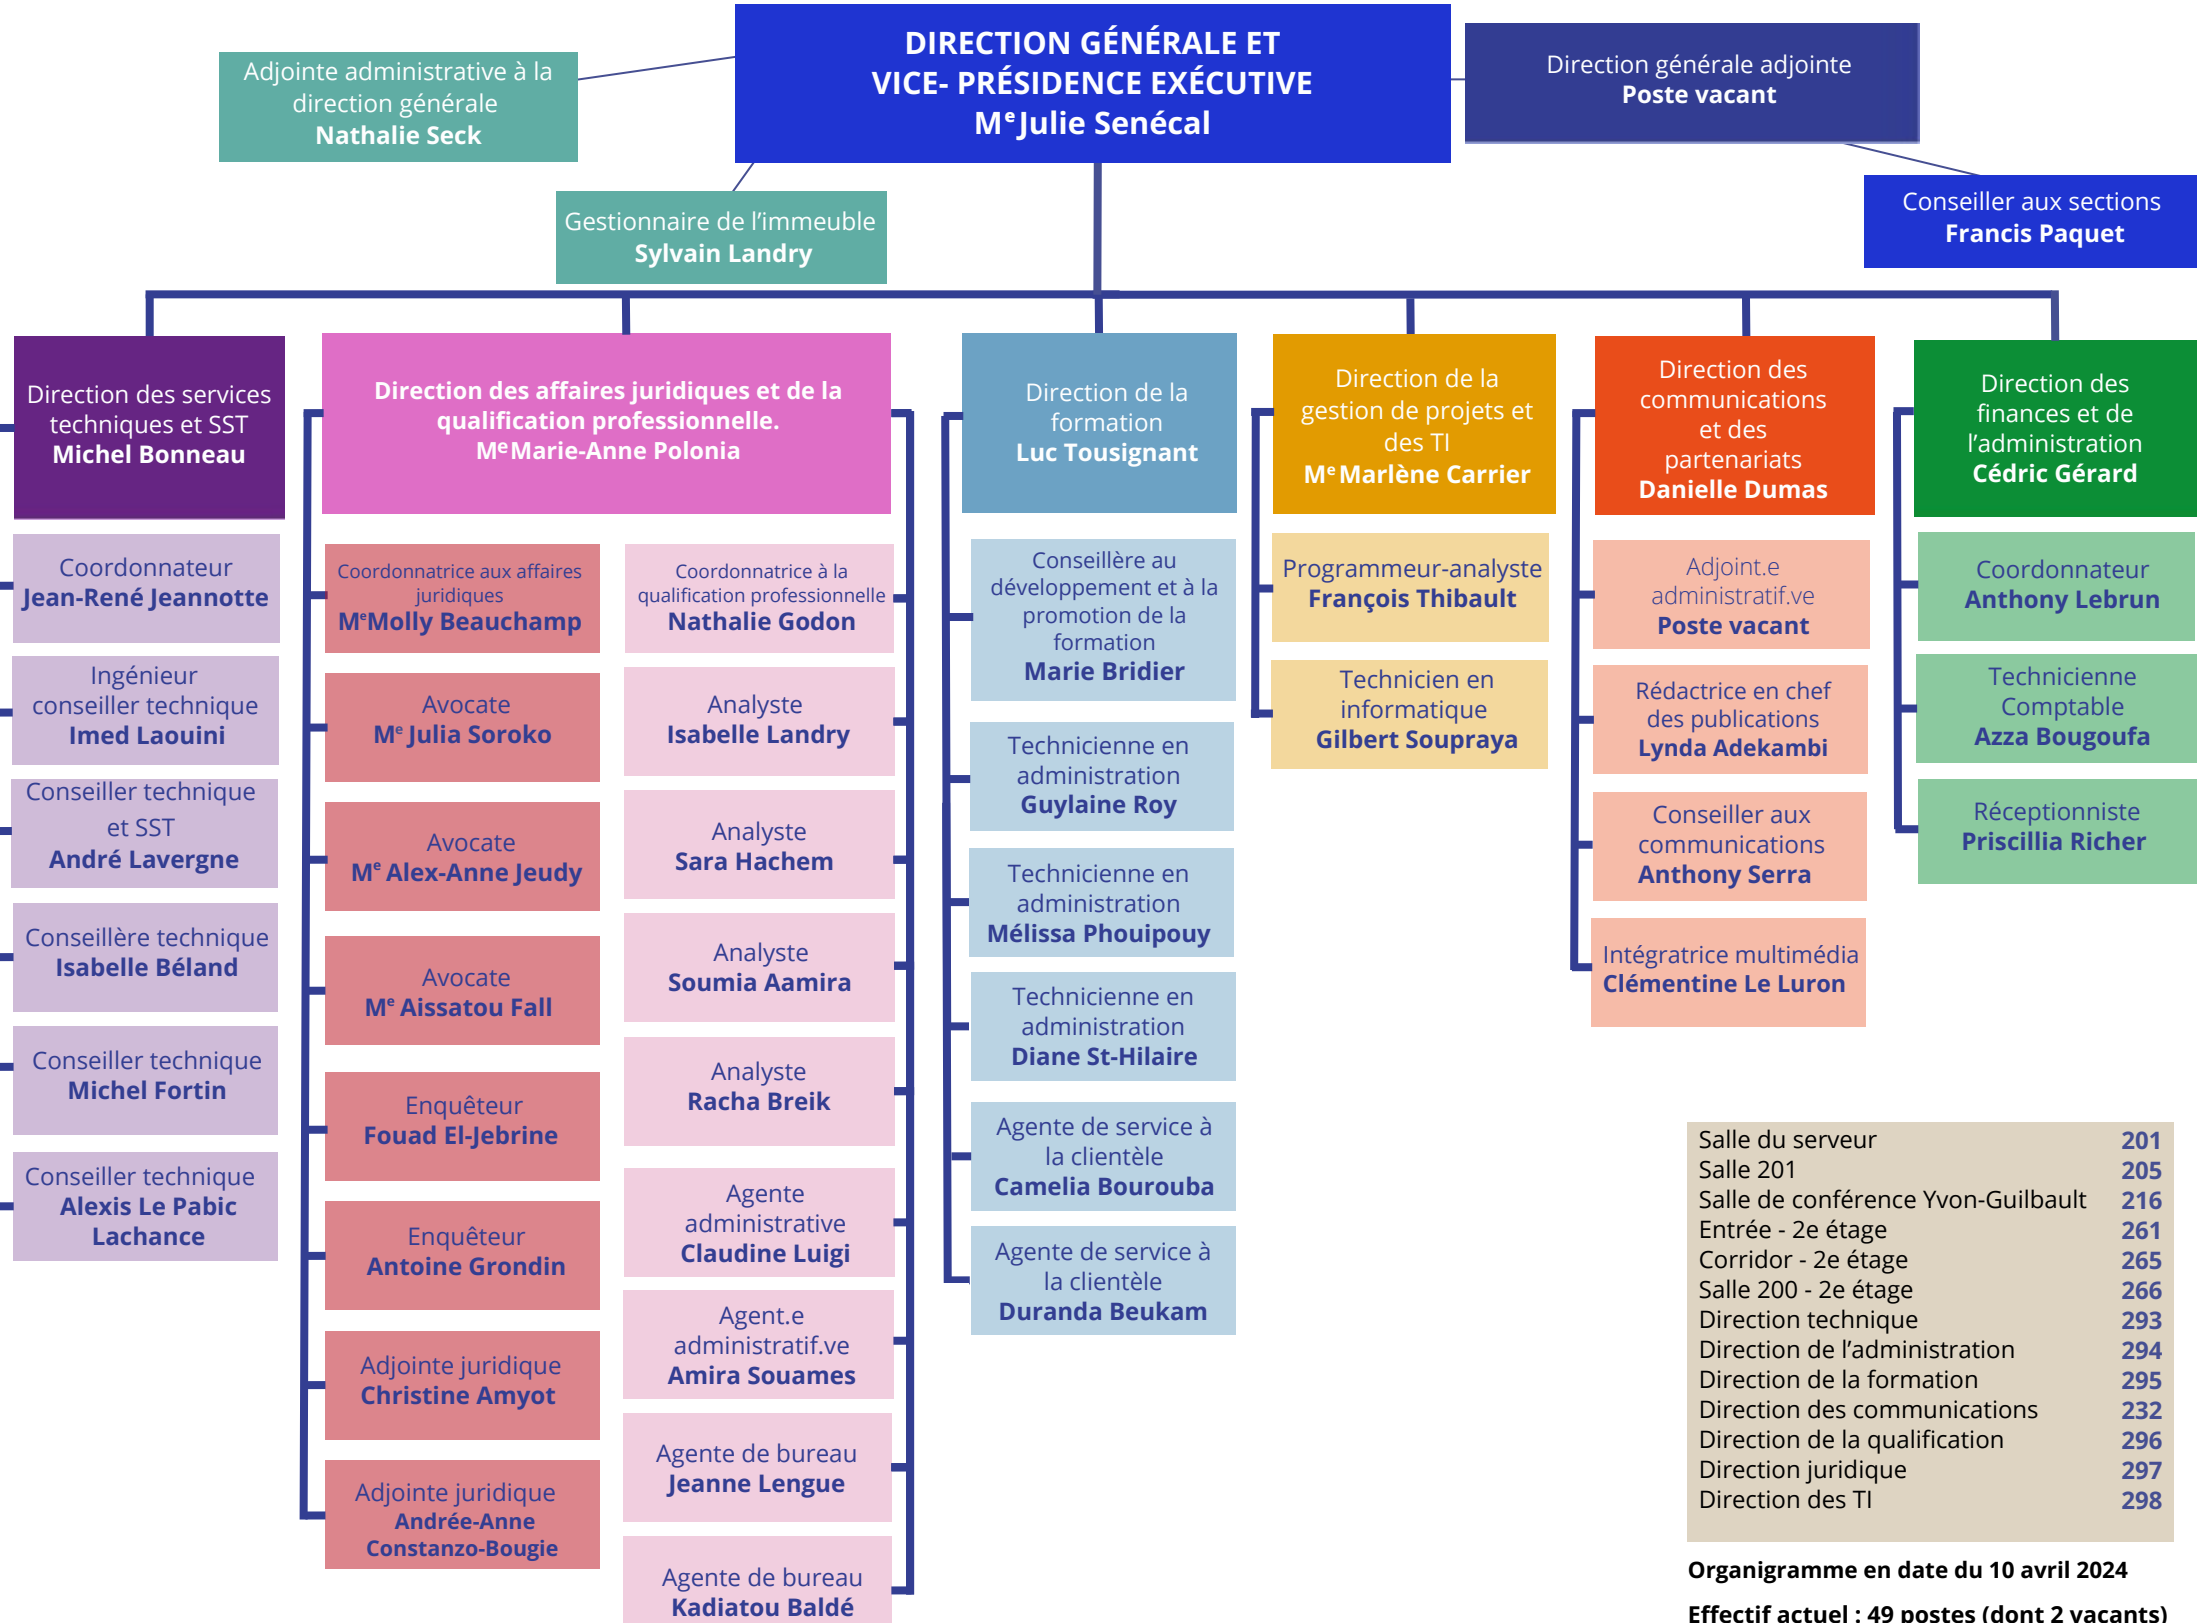 DIRECTION GÉNÉRALE ET
VICE- PRÉSIDENCE EXÉCUTIVE
Mᵉ Julie Senécal
Adjointe administrative à la
direction générale
Nathalie Seck
Direction générale adjointe
Poste vacant
Gestionnaire de l'immeuble
Sylvain Landry
Conseiller aux sections
Francis Paquet
Direction des services
techniques et SST
Michel Bonneau
Coordonnateur
Jean-René Jeannotte
Ingénieur
conseiller technique
Imed Laouini
Conseiller technique
et SST
André Lavergne
Conseillère technique
Isabelle Béland
Conseiller technique
Michel Fortin
Conseiller technique
Alexis Le Pabic
Lachance
Direction des affaires juridiques et de la
qualification professionnelle.
Mᵉ Marie-Anne Polonia
Coordonnatrice aux affaires
juridiques
Mᵉ Molly Beauchamp
Avocate
Mᵉ Julia Soroko
Avocate
Mᵉ Alex-Anne Jeudy
Avocate
Mᵉ Aissatou Fall
Enquêteur
Fouad El-Jebrine
Enquêteur
Antoine Grondin
Adjointe juridique
Christine Amyot
Adjointe juridique
Andrée-Anne
Constanzo-Bougie
Coordonnatrice à la
qualification professionnelle
Nathalie Godon
Analyste
Isabelle Landry
Analyste
Sara Hachem
Analyste
Soumia Aamira
Analyste
Racha Breik
Agente
administrative
Claudine Luigi
Agent.e
administratif.ve
Amira Souames
Agente de bureau
Jeanne Lengue
Agente de bureau
Kadiatou Baldé
Direction de la
formation
Luc Tousignant
Conseillère au
développement et à la
promotion de la
formation
Marie Bridier
Technicienne en
administration
Guylaine Roy
Technicienne en
administration
Mélissa Phouipouy
Technicienne en
administration
Diane St-Hilaire
Agente de service à
la clientèle
Camelia Bourouba
Agente de service à
la clientèle
Duranda Beukam
Direction de la
gestion de projets et
des TI
Mᵉ Marlène Carrier
Programmeur-analyste
François Thibault
Technicien en
informatique
Gilbert Soupraya
Direction des
communications
et des
partenariats
Danielle Dumas
Adjoint.e
administratif.ve
Poste vacant
Rédactrice en chef
des publications
Lynda Adekambi
Conseiller aux
communications
Anthony Serra
Intégratrice multimédia
Clémentine Le Luron
Direction des
finances et de
l'administration
Cédric Gérard
Coordonnateur
Anthony Lebrun
Technicienne
Comptable
Azza Bougoufa
Réceptionniste
Priscillia Richer
Salle du serveur 201
Salle 201 205
Salle de conférence Yvon-Guilbault 216
Entrée - 2e étage 261
Corridor - 2e étage 265
Salle 200 - 2e étage 266
Direction technique 293
Direction de l'administration 294
Direction de la formation 295
Direction des communications 232
Direction de la qualification 296
Direction juridique 297
Direction des TI 298
Organigramme en date du 10 avril 2024
Effectif actuel : 49 postes (dont 2 vacants)